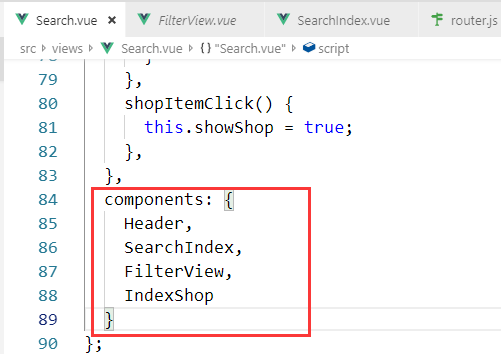 Search.vue × FilterView.vue SearchIndex.vue router.js
src > views > Search.vue > {} "Search.vue" > script
78 }
79 },
80 shopItemClick() {
81 this.showShop = true;
82 },
83 },
84 components: {
85 Header,
86 SearchIndex,
87 FilterView,
88 IndexShop
89 }
90 };